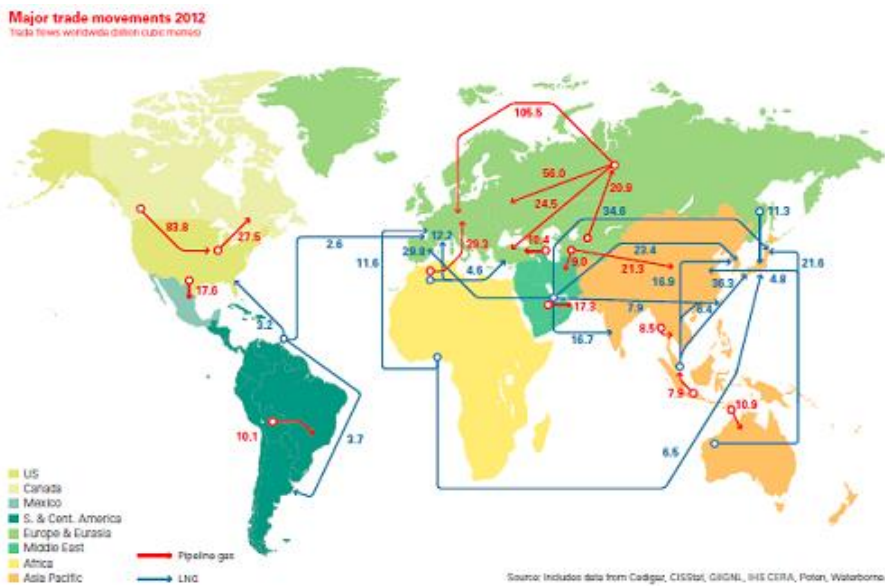 Major trade movements 2012
Trade flows worldwide (billion cubic metres)
105.5
56.0
24.5
20.9
11.3
34.6
83.8
27.5
2.6
12.2
29.3
29.8
10.4
9.0
23.4
11.6
4.6
21.3
16.9
36.3
21.6
4.8
17.6
17.3
7.9
6.4
3.2
16.7
8.5
7.9
10.9
10.1
3.7
6.5
US
Canada
Mexico
S. & Cent. America
Europe & Eurasia
Middle East
Africa
Asia Pacific
Pipeline gas
LNG
Source: Includes data from Cedigaz, CISStat, GIIGNL, IHS CERA, Poten, Waterborne